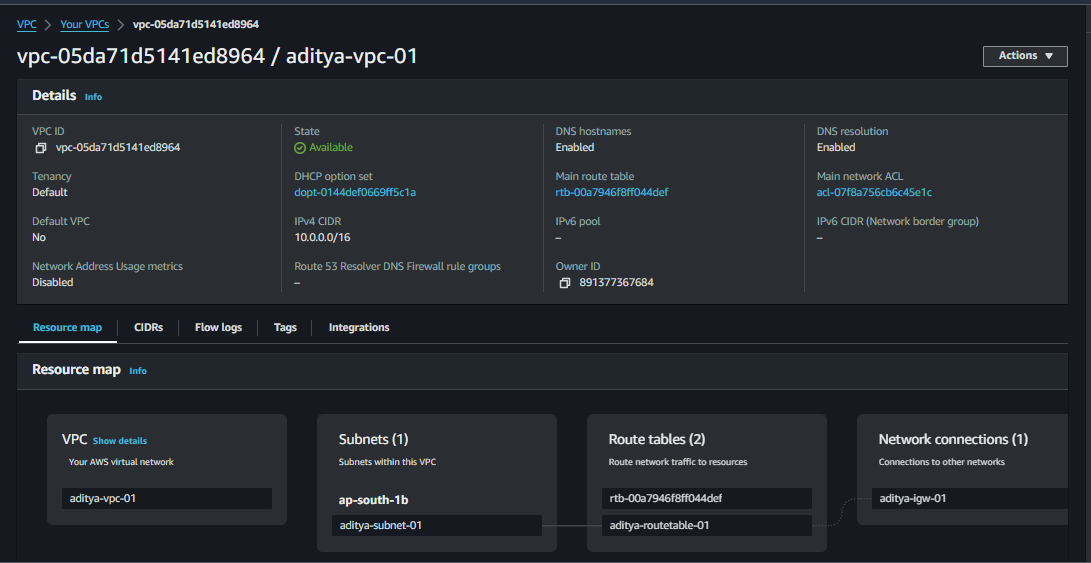 VPC > Your VPCs > vpc-05da71d5141ed8964
vpc-05da71d5141ed8964 / aditya-vpc-01
Actions
Details Info
VPC ID
vpc-05da71d5141ed8964
State
Available
DNS hostnames
Enabled
DNS resolution
Enabled
Tenancy
Default
DHCP option set
dopt-0144def0669ff5c1a
Main route table
rtb-00a7946f8ff044def
Main network ACL
acl-07f8a756cb6c45e1c
Default VPC
No
IPv4 CIDR
10.0.0.0/16
IPv6 pool
–
IPv6 CIDR (Network border group)
–
Network Address Usage metrics
Disabled
Route 53 Resolver DNS Firewall rule groups
–
Owner ID
891377367684
Resource map
CIDRs
Flow logs
Tags
Integrations
Resource map Info
VPC Show details
Your AWS virtual network
aditya-vpc-01
Subnets (1)
Subnets within this VPC
ap-south-1b
aditya-subnet-01
Route tables (2)
Route network traffic to resources
rtb-00a7946f8ff044def
aditya-routetable-01
Network connections (1)
Connections to other networks
aditya-igw-01